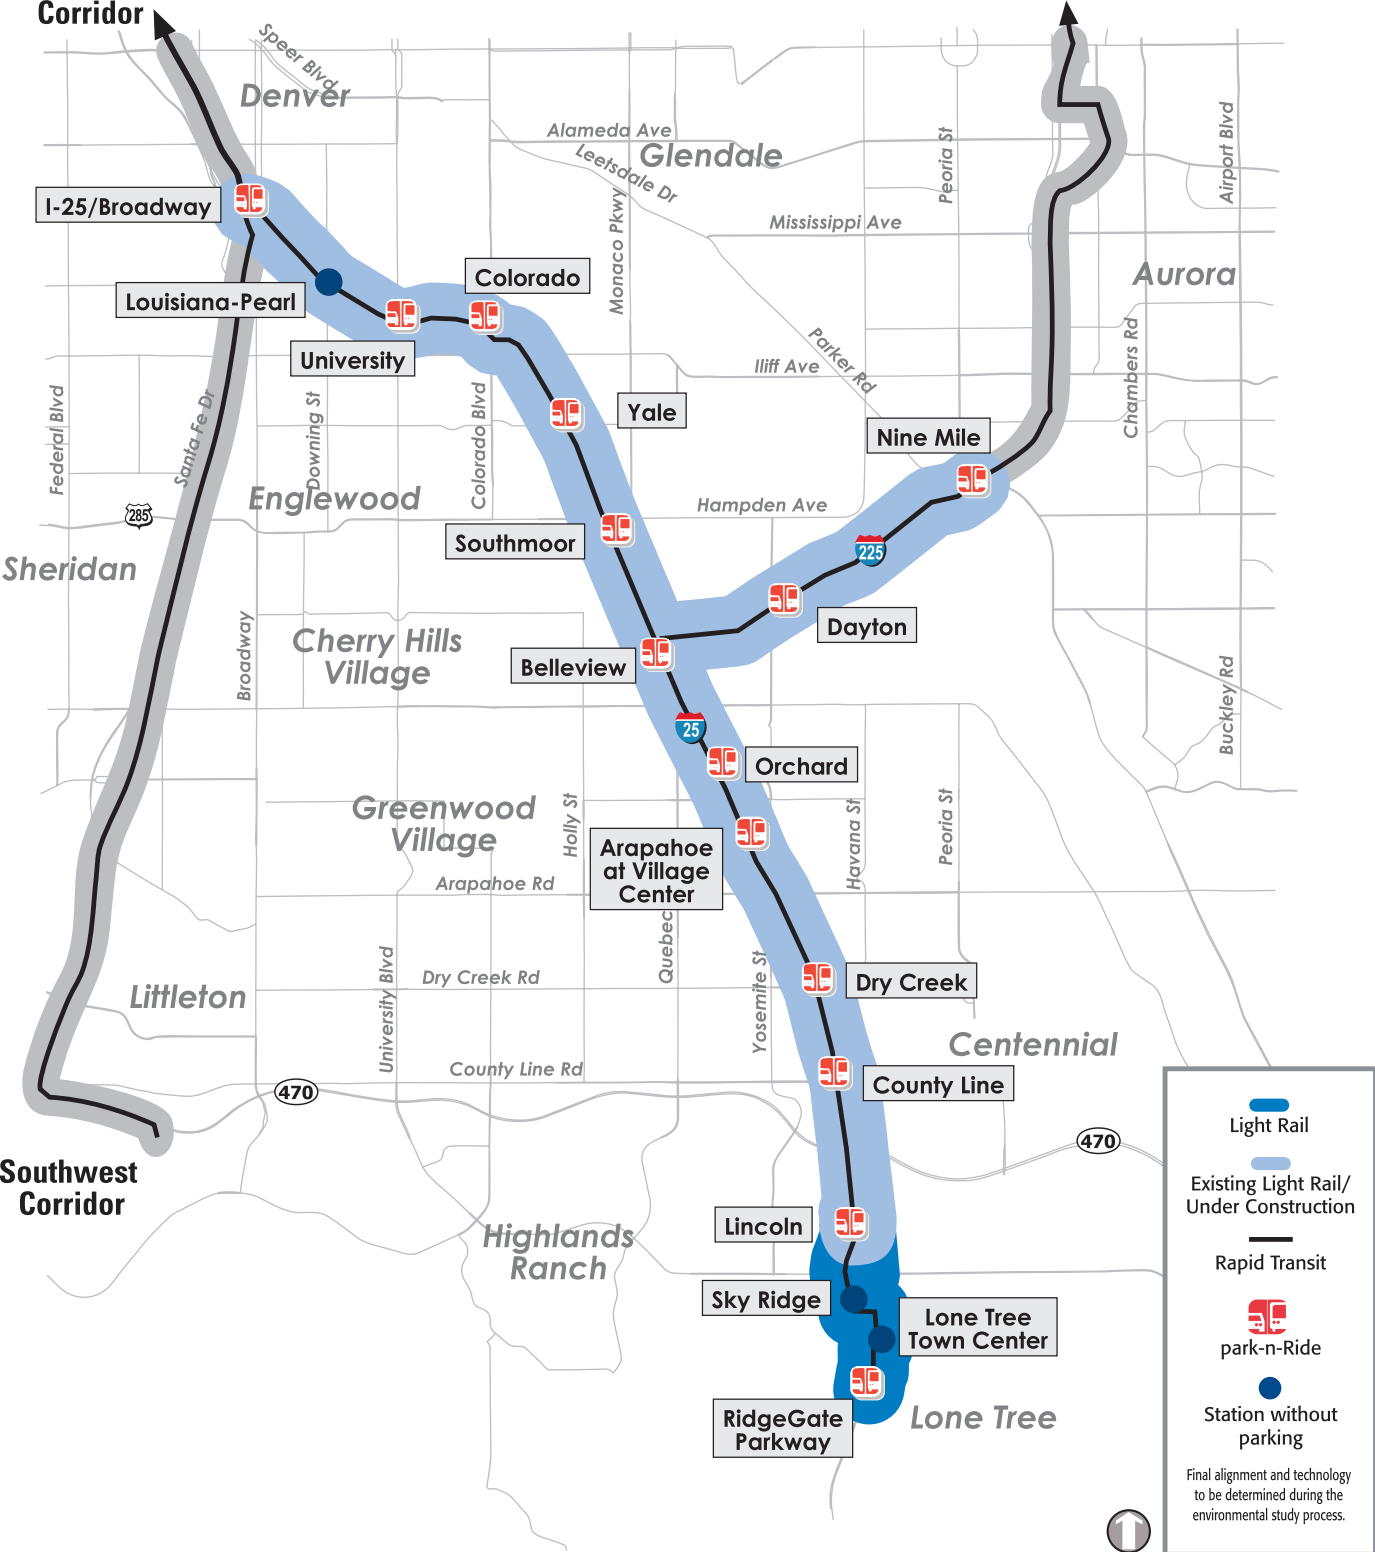 Corridor
Speer Blvd
Denver
Alameda Ave
Glendale
Leetsdale Dr
Peoria St
Airport Blvd
I-25/Broadway
Monaco Pkwy
Mississippi Ave
Aurora
Colorado
Louisiana-Pearl
University
Parker Rd
Chambers Rd
Iliff Ave
Federal Blvd
Santa Fe Dr
Downing St
Colorado Blvd
Yale
Nine Mile
Englewood
Hampden Ave
285
Southmoor
225
Sheridan
Dayton
Broadway
Cherry Hills
Village
Belleview
Buckley Rd
25
Orchard
Greenwood
Village
Holly St
Havana St
Peoria St
Arapahoe
at Village
Center
Arapahoe Rd
Quebec
University Blvd
Dry Creek Rd
Yosemite St
Dry Creek
Littleton
Centennial
County Line Rd
470
County Line
470
Southwest
Corridor
Lincoln
Highlands
Ranch
Sky Ridge
Lone Tree
Town Center
RidgeGate
Parkway
Lone Tree
Light Rail
Existing Light Rail/
Under Construction
Rapid Transit
park-n-Ride
Station without
parking
Final alignment and technology
to be determined during the
environmental study process.